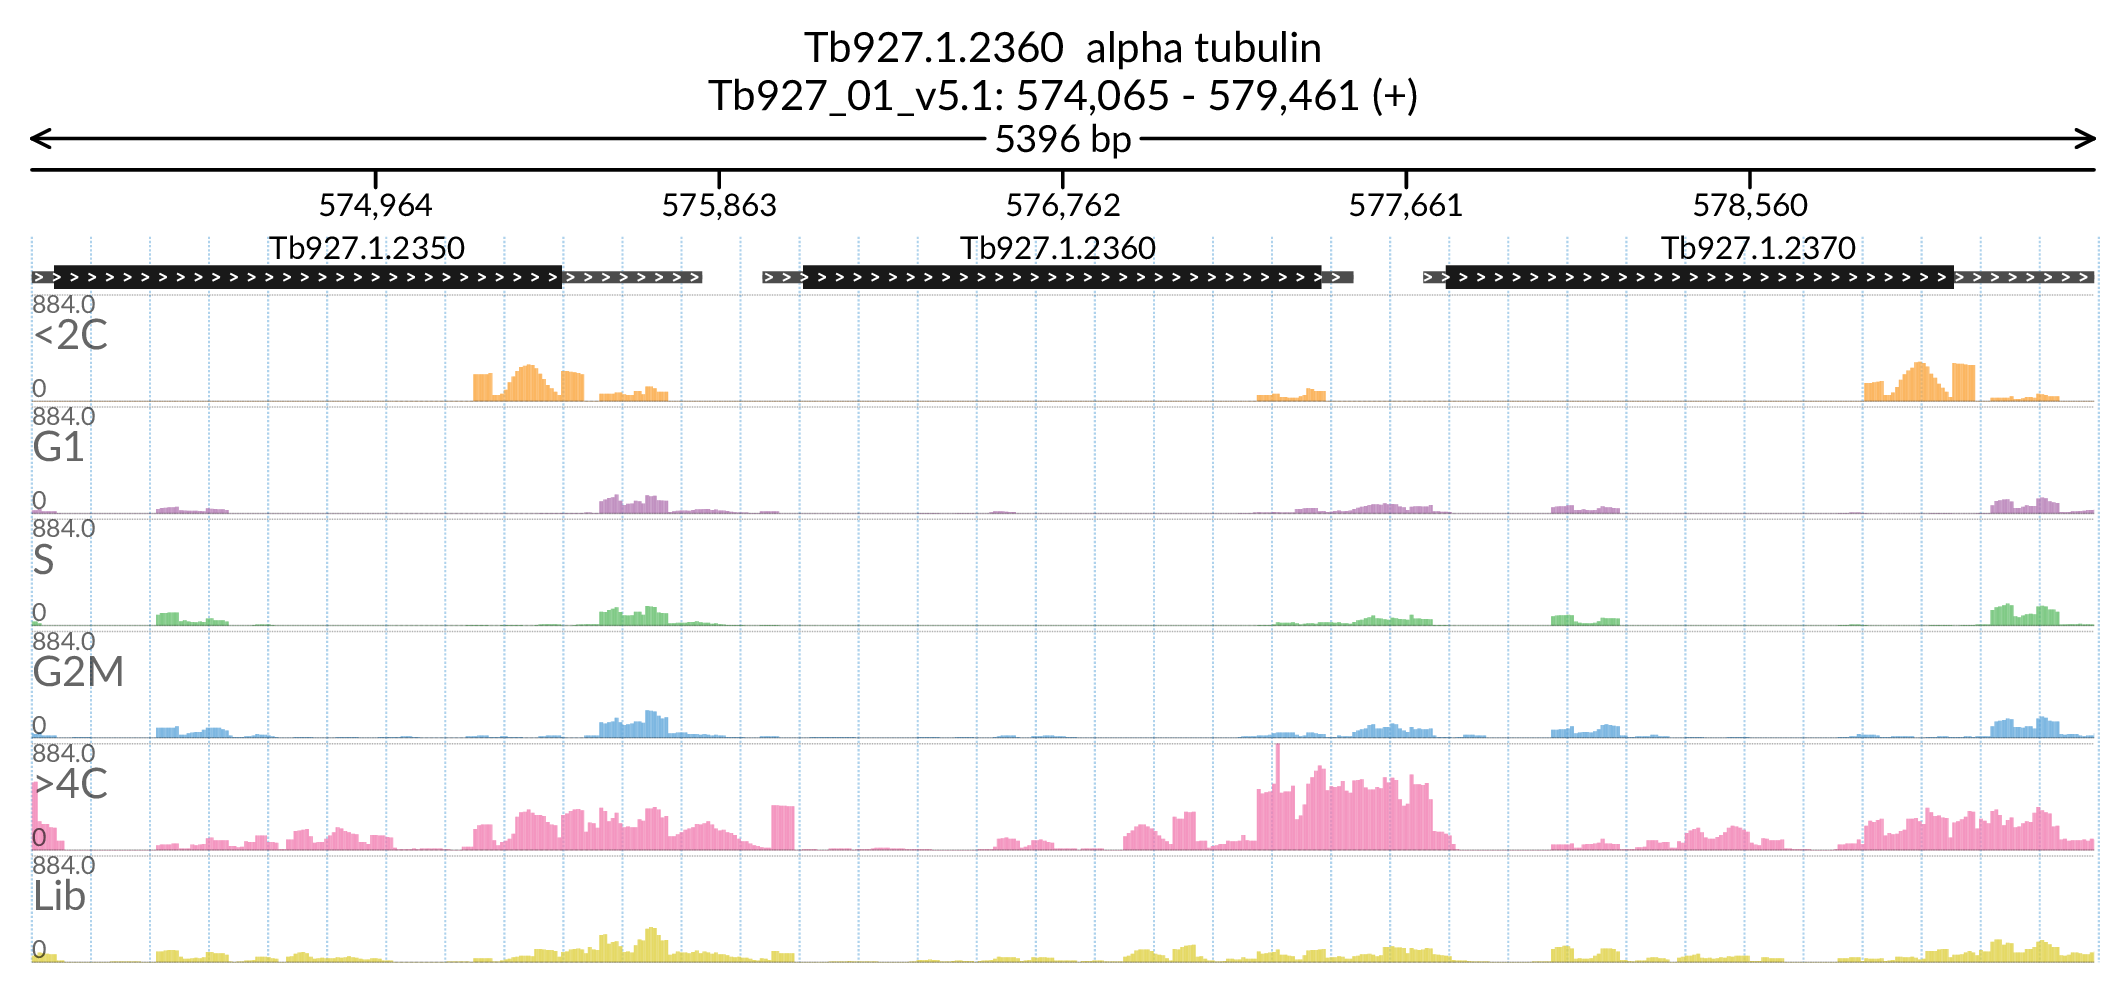 Tb927.1.2360 alpha tubulin
Tb927_01_v5.1: 574,065 - 579,461 (+)
5396 bp
574,964 575,863 576,762 577,661 578,560
Tb927.1.2350 Tb927.1.2360 Tb927.1.2370
884.0
<2C
0
884.0
G1
0
884.0
S
0
884.0
G2M
0
884.0
>4C
0
884.0
Lib
0